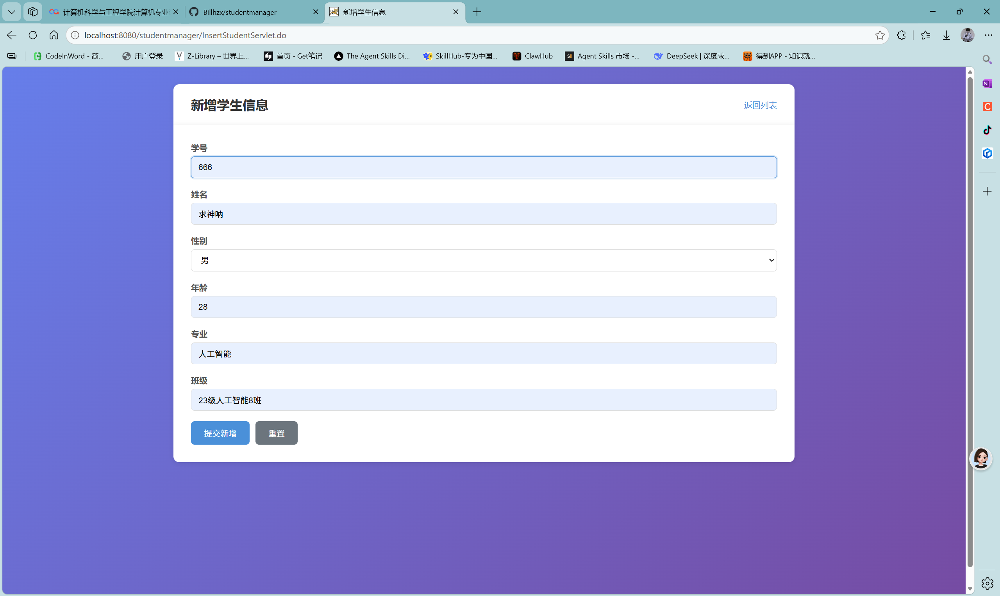 计算机科学与工程学院计算机专业
Billhzx/studentmanager
新增学生信息
localhost:8080/studentmanager/InsertStudentServlet.do
CodeInWord - 简...
用户登录
Z-Library – 世界上...
首页 - Get笔记
The Agent Skills Di...
SkillHub-专为中国...
ClawHub
SI
Agent Skills 市场 -...
DeepSeek | 深度求...
得到APP - 知识就...
新增学生信息
返回列表
学号
666
姓名
求神呐
性别
男
年龄
28
专业
人工智能
班级
23级人工智能8班
提交新增
重置